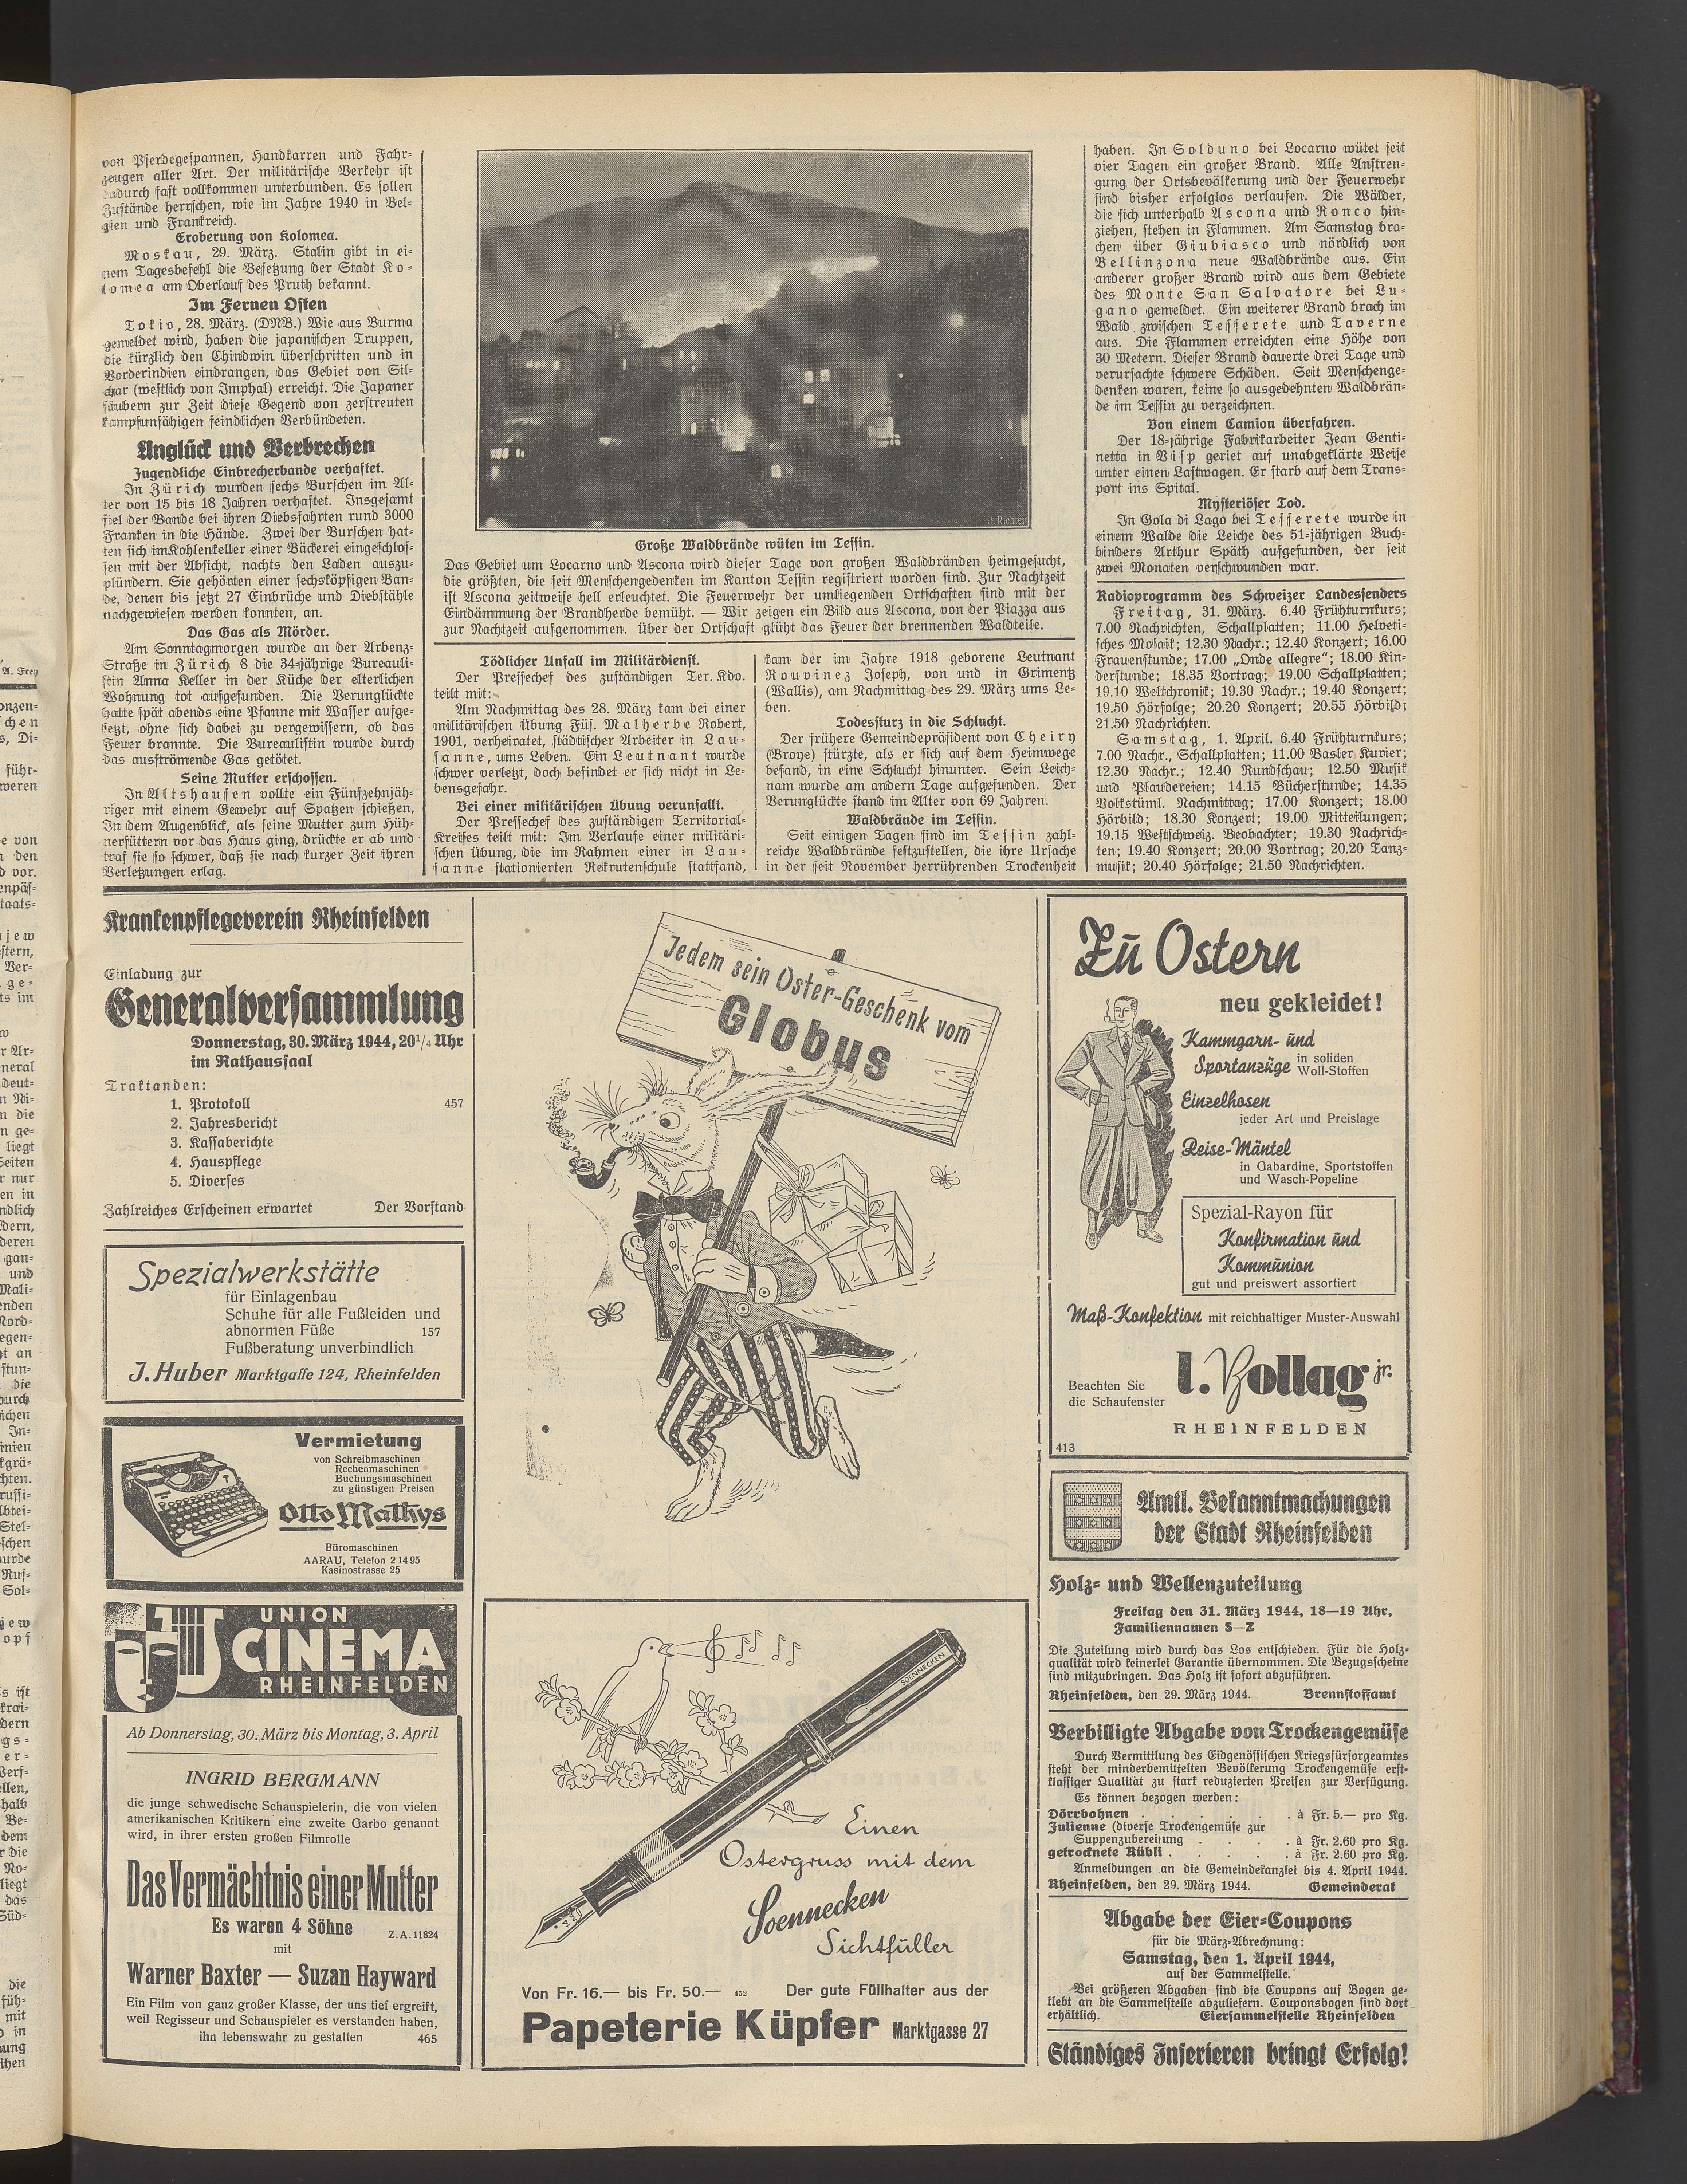 von Pferdegespannen, Handkarren und Fahr-
zeugen aller Art. Der militärische Verkehr ist
dadurch fast vollkommen unterbunden. Es sollen
Zustände herrschen, wie im Jahre 1940 in Bel-
gien und Frankreich.
Eroberung von Kolomea.
Moskau, 29. März. Stalin gibt in ei-
nem Tagesbefehl die Besetzung der Stadt Ko-
lomea am Oberlauf des Pruth bekannt.
Im Fernen Osten
Tokio, 28. März. (DNB.) Wie aus Burma
gemeldet wird, haben die japanischen Truppen,
die kürzlich den Chindwin überschritten und in
Vorderindien eindrangen, das Gebiet von Sil-
char (westlich von Imphal) erreicht. Die Japaner
säubern zur Zeit diese Gegend von zerstreuten
kampfunfähigen feindlichen Verbündeten.
Unglück und Verbrechen
Jugendliche Einbrecherbande verhaftet.
In Zürich wurden sechs Burschen im Al-
ter von 15 bis 18 Jahren verhaftet. Insgesamt
fiel der Bande bei ihren Diebsfahrten rund 3000
Franken in die Hände. Zwei der Burschen hat-
ten sich im Kohlenkeller einer Bäckerei eingeschlos-
sen mit der Absicht, nachts den Laden auszu-
plündern. Sie gehörten einer sechsköpfigen Ban-
de, denen bis jetzt 27 Einbrüche und Diebstähle
nachgewiesen werden konnten, an.
Das Gas als Mörder.
Am Sonntagmorgen wurde an der Arbenz-
Straße in Zürich 8 die 34-jährige Bureauli-
stin Anna Keller in der Küche der elterlichen
Wohnung tot aufgefunden. Die Verunglückte
hatte spät abends eine Pfanne mit Wasser aufge-
setzt, ohne sich dabei zu vergewissern, ob das
Feuer brannte. Die Bureaulistin wurde durch
das ausströmende Gas getötet.
Seine Mutter erschossen.
In Altshausen wollte ein Fünfzehnjäh-
riger mit einem Gewehr auf Spatzen schießen,
In dem Augenblick, als seine Mutter zum Hüh-
nerfüttern vor das Haus ging, drückte er ab und
traf sie so schwer, daß sie nach kurzer Zeit ihren
Verletzungen erlag.
J. Richter
Große Waldbrände wüten im Tessin.
Das Gebiet um Locarno und Ascona wird dieser Tage von großen Waldbränden heimgesucht,
die größten, die seit Menschengedenken im Kanton Tessin registriert worden sind. Zur Nachtzeit
ist Ascona zeitweise hell erleuchtet. Die Feuerwehr der umliegenden Ortschaften sind mit der
Eindämmung der Brandherde bemüht. — Wir zeigen ein Bild aus Ascona, von der Piazza aus
zur Nachtzeit aufgenommen. Über der Ortschaft glüht das Feuer der brennenden Waldteile.
Tödlicher Unfall im Militärdienst.
Der Pressechef des zuständigen Ter. Kdo.
teilt mit:
Am Nachmittag des 28. März kam bei einer
militärischen Übung Füs. Malherbe Robert,
1901, verheiratet, städtischer Arbeiter in Lau-
sanne, ums Leben. Ein Leutnant wurde
schwer verletzt, doch befindet er sich nicht in Le-
bensgefahr.
Bei einer militärischen Übung verunfallt.
Der Pressechef des zuständigen Territorial-
Kreises teilt mit: Im Verlaufe einer militäri-
schen Übung, die im Rahmen einer in Lau-
sanne stationierten Rekrutenschule stattfand,
kam der im Jahre 1918 geborene Leutnant
Rouvinez Joseph, von und in Grimentz
(Wallis), am Nachmittag des 29. März ums Le-
ben.
Todessturz in die Schlucht.
Der frühere Gemeindepräsident von Cheiry
(Broye) stürzte, als er sich auf dem Heimwege
befand, in eine Schlucht hinunter. Sein Leich-
nam wurde am andern Tage aufgefunden. Der
Verunglückte stand im Alter von 69 Jahren.
Waldbrände im Tessin.
Seit einigen Tagen sind im Tessin zahl-
reiche Waldbrände festzustellen, die ihre Ursache
in der seit November herrührenden Trockenheit
haben. In Solduno bei Locarno wütet seit
vier Tagen ein großer Brand. Alle Anstren-
gung der Ortsbevölkerung und der Feuerwehr
sind bisher erfolglos verlaufen. Die Wälder,
die sich unterhalb Ascona und Ronco hin-
ziehen, stehen in Flammen. Am Samstag bra-
chen über Giubiasco und nördlich von
Bellinzona neue Waldbrände aus. Ein
anderer großer Brand wird aus dem Gebiete
des Monte San Salvatore bei Lu-
gano gemeldet. Ein weiterer Brand brach im
Wald zwischen Tesserete und Taverne
aus. Die Flammen erreichten eine Höhe von
30 Metern. Dieser Brand dauerte drei Tage und
verursachte schwere Schäden. Seit Menschenge-
denken waren, keine so ausgedehnten Waldbrän-
de im Tessin zu verzeichnen.
Von einem Camion überfahren.
Der 18-jährige Fabrikarbeiter Jean Genti-
netta in Visp geriet auf unabgeklärte Weise
unter einen Lastwagen. Er starb auf dem Trans-
port ins Spital.
Mysteriöser Tod.
In Gola di Lago bei Tesserete wurde in
einem Walde die Leiche des 51-jährigen Buch-
binders Arthur Späth aufgefunden, der seit
zwei Monaten verschwunden war.
Radioprogramm des Schweizer Landessenders
Freitag, 31. März. 6.40 Frühturnkurs;
7.00 Nachrichten, Schallplatten; 11.00 Helveti-
sches Mosaik; 12.30 Nachr.; 12.40 Konzert; 16.00
Frauenstunde; 17.00 „Onde allegre“; 18.00 Kin-
derstunde; 18.35 Vortrag; 19.00 Schallplatten;
19.10 Weltchronik; 19.30 Nachr.; 19.40 Konzert;
19.50 Hörfolge; 20.20 Konzert; 20.55 Hörbild;
21.50 Nachrichten.
Samstag, 1. April. 6.40 Frühturnkurs;
7.00 Nachr., Schallplatten; 11.00 Basler Kurier;
12.30 Nachr.; 12.40 Rundschau; 12.50 Musik
und Plaudereien; 14.15 Bücherstunde; 14.35
Volkstüml. Nachmittag; 17.00 Konzert; 18.00
Hörbild; 18.30 Konzert; 19.00 Mitteilungen;
19.15 Westschweiz. Beobachter; 19.30 Nachrich-
ten; 19.40 Konzert; 20.00 Vortrag; 20.20 Tanz-
musik; 20.40 Hörfolge; 21.50 Nachrichten.
Krankenpflegeverein Rheinfelden
Einladung zur
Generalversammlung
Donnerstag, 30. März 1944, 20¼ Uhr
im Rathaussaal
Traktanden:
1. Protokoll 457
2. Jahresbericht
3. Kassaberichte
4. Hauspflege
5. Diverses
Zahlreiches Erscheinen erwartet Der Vorstand
Spezialwerkstätte
für Einlagenbau
Schuhe für alle Fußleiden und
abnormen Füße 157
Fußberatung unverbindlich
J. Huber Marktgasse 124, Rheinfelden
Vermietung
von Schreibmaschinen
Rechenmaschinen
Buchungsmaschinen
zu günstigen Preisen
Otto Mathys
Büromaschinen
AARAU, Telefon 2 14 95
Kasinostrasse 25
UNION
CINEMA
RHEINFELDEN
Ab Donnerstag, 30. März bis Montag, 3. April
INGRID BERGMANN
die junge schwedische Schauspielerin, die von vielen
amerikanischen Kritikern eine zweite Garbo genannt
wird, in ihrer ersten großen Filmrolle
Das Vermächtnis einer Mutter
Es waren 4 Söhne Z. A. 11824
mit
Warner Baxter — Suzan Hayward
Ein Film von ganz großer Klasse, der uns tief ergreift,
weil Regisseur und Schauspieler es verstanden haben,
ihn lebenswahr zu gestalten 465
Jedem sein Oster-Geschenk vom
Globus
SOENNECKEN
Einen
Ostergruss mit dem
Soennecken
Sichtfüller
Von Fr. 16.— bis Fr. 50.— 452 Der gute Füllhalter aus der
Papeterie Küpfer Marktgasse 27
Zu Ostern
neu gekleidet!
Kammgarn- und
Sportanzüge in soliden
Woll-Stoffen
Einzelhosen
jeder Art und Preislage
Reise-Mäntel
in Gabardine, Sportstoffen
und Wasch-Popeline
Spezial-Rayon für
Konfirmation und
Kommunion
gut und preiswert assortiert
Maß-Konfektion mit reichhaltiger Muster-Auswahl
Beachten Sie
die Schaufenster
l. Bollag jr.
RHEINFELDEN
413
Amtl. Bekanntmachungen
der Stadt Rheinfelden
Holz- und Wellenzuteilung
Freitag den 31. März 1944, 18—19 Uhr,
Familiennamen S—Z
Die Zuteilung wird durch das Los entschieden. Für die Holz-
qualität wird keinerlei Garantie übernommen. Die Bezugscheine
sind mitzubringen. Das Holz ist sofort abzuführen.
Rheinfelden, den 29. März 1944. Brennstoffamt
Verbilligte Abgabe von Trockengemüse
Durch Vermittlung des Eidgenössischen Kriegsfürsorgeamtes
steht der minderbemittelten Bevölkerung Trockengemüse erst-
klassiger Qualität zu stark reduzierten Preisen zur Verfügung.
Es können bezogen werden:
Dörrbohnen . . . . . . à Fr. 5.— pro Kg.
Julienne (diverse Trockengemüse zur
Suppenzubereitung . . . . à Fr. 2.60 pro Kg.
getrocknete Rübli . . . . . à Fr. 2.60 pro Kg.
Anmeldungen an die Gemeindekanzlei bis 4. April 1944.
Rheinfelden, den 29. März 1944. Gemeinderat
Abgabe der Eier-Coupons
für die März-Abrechnung:
Samstag, den 1. April 1944,
auf der Sammelstelle.
Bei größeren Abgaben sind die Coupons auf Bogen ge-
klebt an die Sammelstelle abzuliefern. Couponsbogen sind dort
erhältlich. Eiersammelstelle Rheinfelden
Ständiges Inserieren bringt Erfolg!